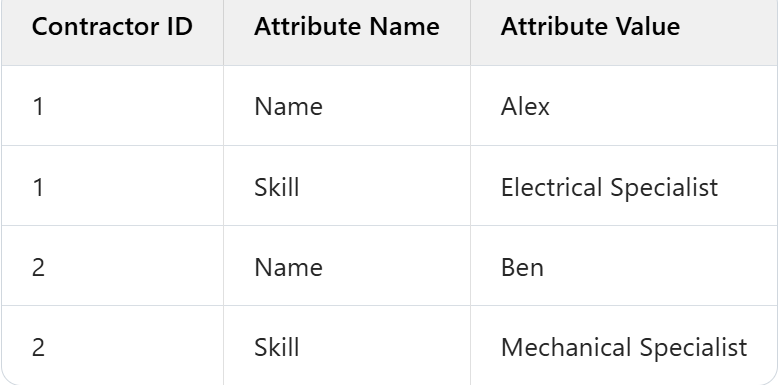 Contractor ID Attribute Name Attribute Value
1 Name Alex
1 Skill Electrical Specialist
2 Name Ben
2 Skill Mechanical Specialist